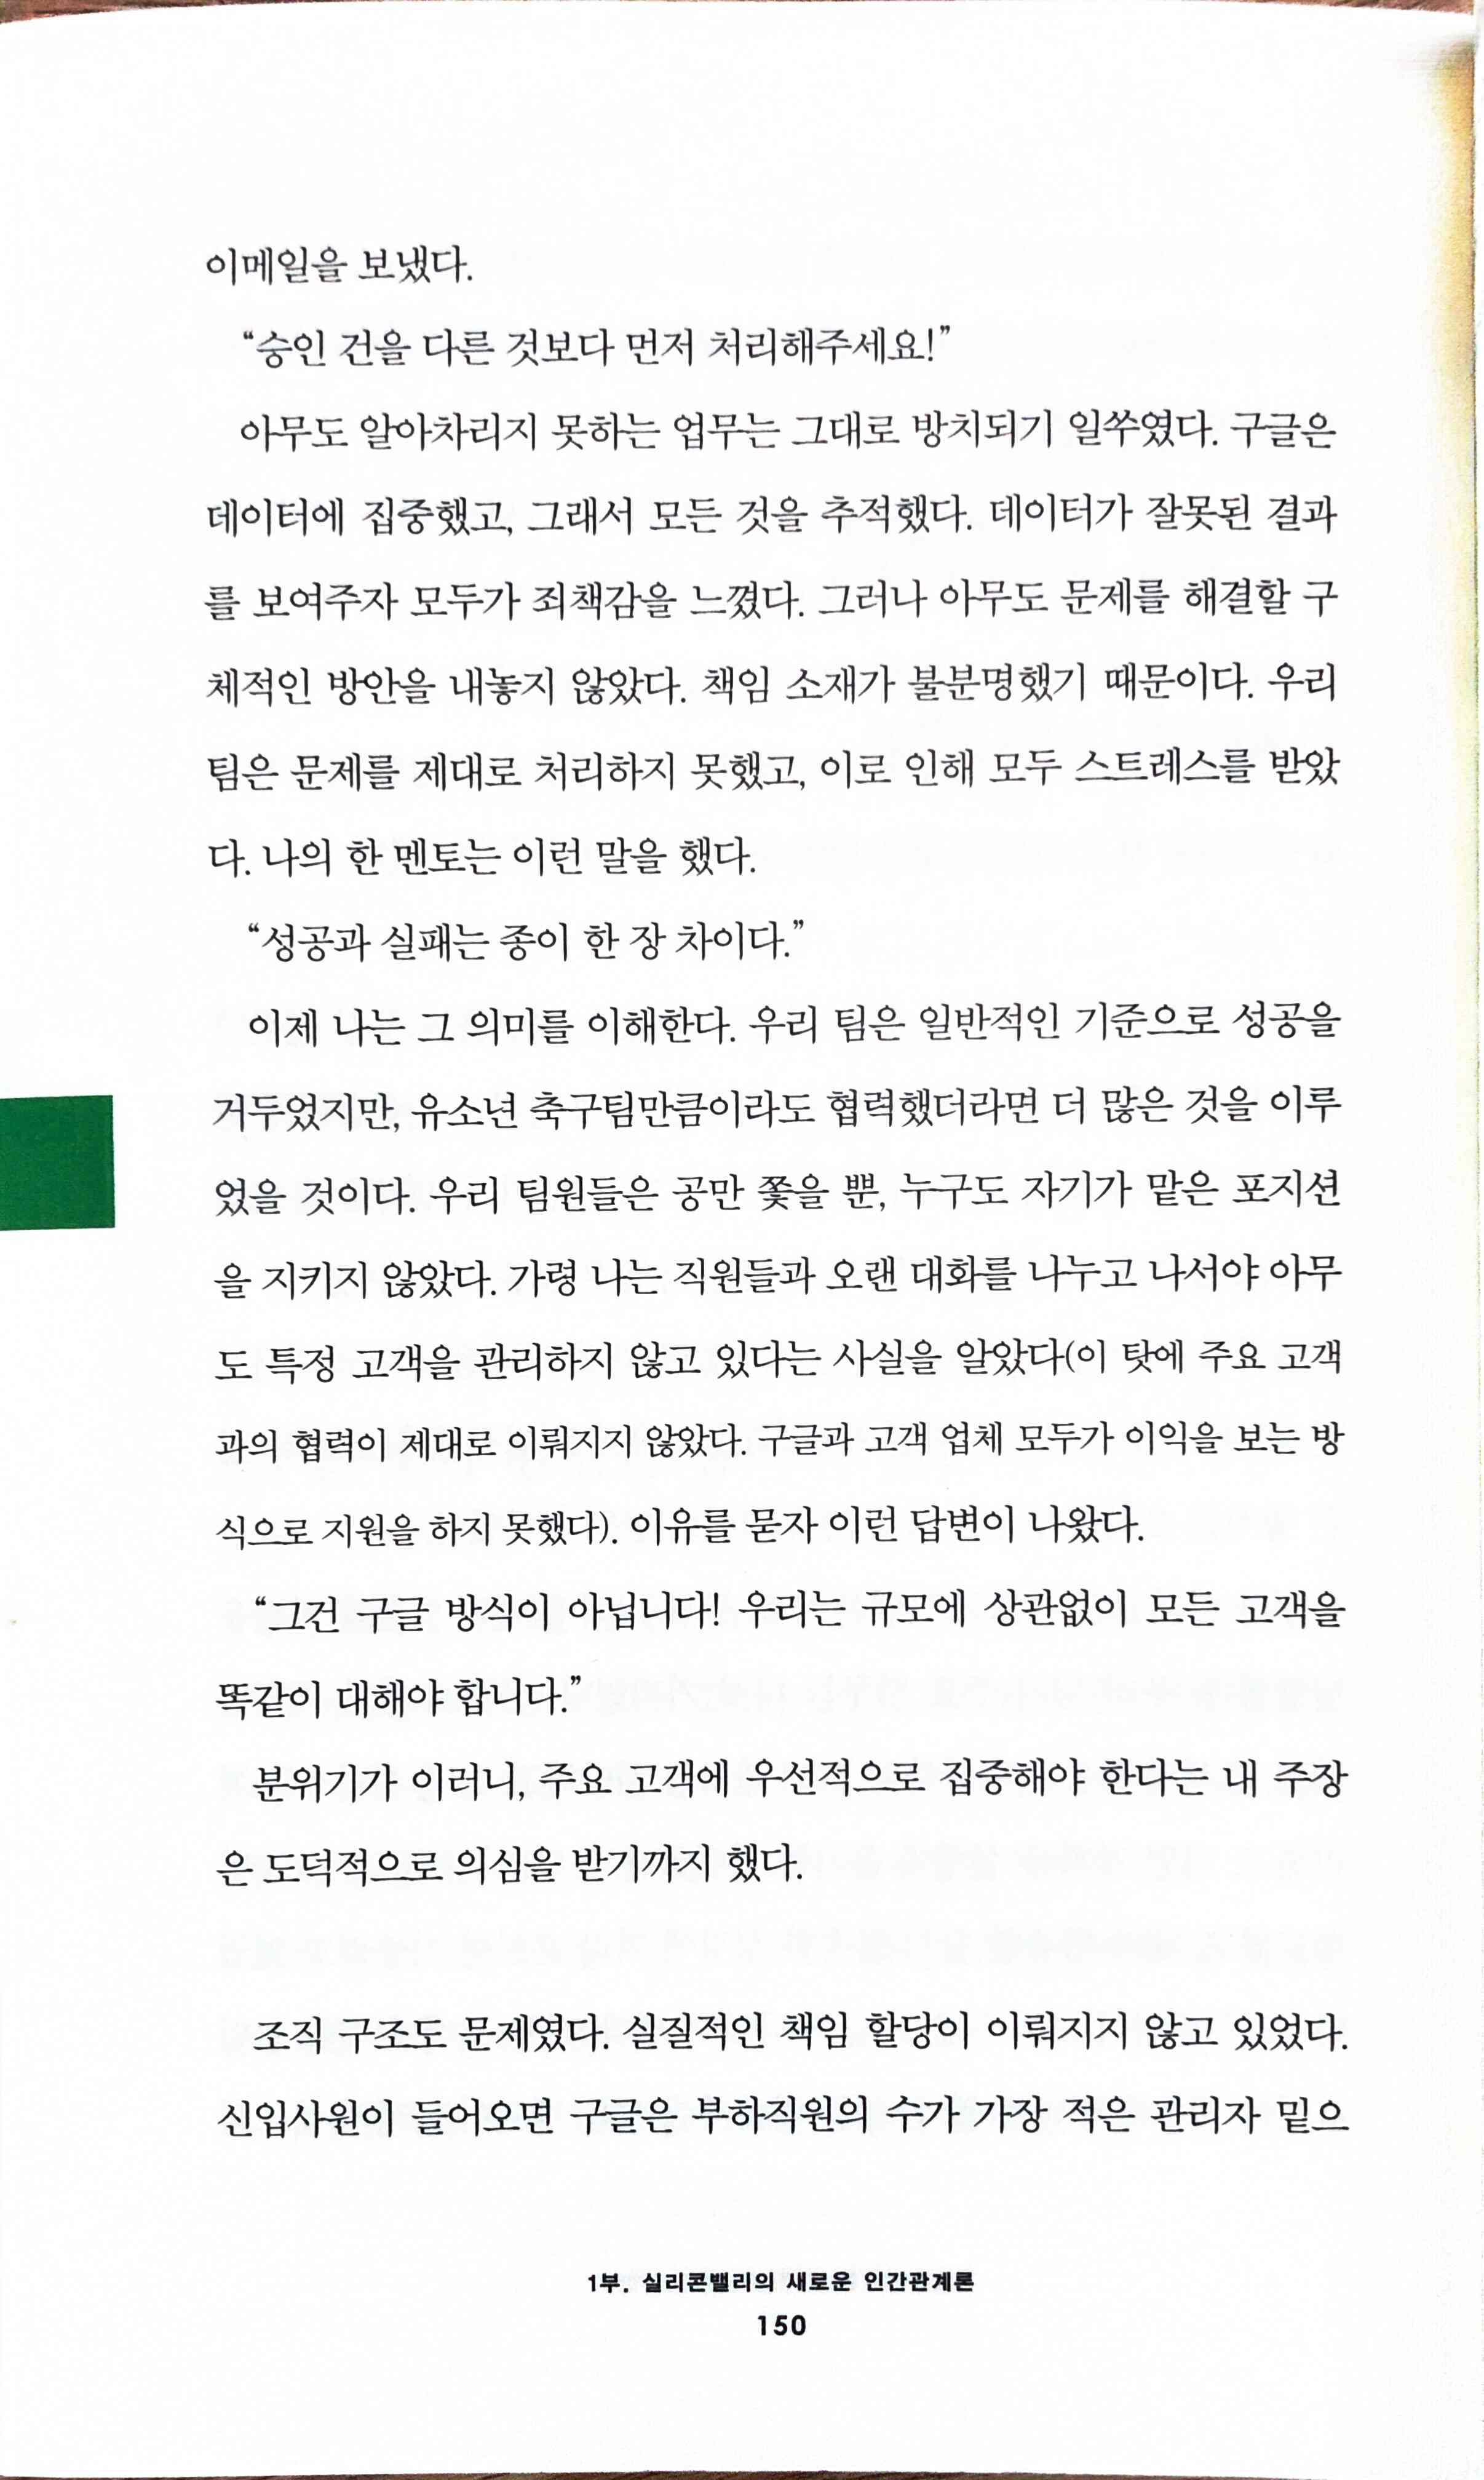 이메일을 보냈다.
“승인 건을 다른 것보다 먼저 처리해주세요!”
아무도 알아차리지 못하는 업무는 그대로 방치되기 일쑤였다. 구글은
데이터에 집중했고, 그래서 모든 것을 추적했다. 데이터가 잘못된 결과
를 보여주자 모두가 죄책감을 느꼈다. 그러나 아무도 문제를 해결할 구
체적인 방안을 내놓지 않았다. 책임 소재가 불분명했기 때문이다. 우리
팀은 문제를 제대로 처리하지 못했고, 이로 인해 모두 스트레스를 받았
다. 나의 한 멘토는 이런 말을 했다.
“성공과 실패는 종이 한 장 차이다.”
이제 나는 그 의미를 이해한다. 우리 팀은 일반적인 기준으로 성공을
거두었지만, 유소년 축구팀만큼이라도 협력했더라면 더 많은 것을 이루
었을 것이다. 우리 팀원들은 공만 쫓을 뿐, 누구도 자기가 맡은 포지션
을 지키지 않았다. 가령 나는 직원들과 오랜 대화를 나누고 나서야 아무
도 특정 고객을 관리하지 않고 있다는 사실을 알았다(이 탓에 주요 고객
과의 협력이 제대로 이뤄지지 않았다. 구글과 고객 업체 모두가 이익을 보는 방
식으로 지원을 하지 못했다). 이유를 묻자 이런 답변이 나왔다.
“그건 구글 방식이 아닙니다! 우리는 규모에 상관없이 모든 고객을
똑같이 대해야 합니다.”
분위기가 이러니, 주요 고객에 우선적으로 집중해야 한다는 내 주장
은 도덕적으로 의심을 받기까지 했다.
조직 구조도 문제였다. 실질적인 책임 할당이 이뤄지지 않고 있었다.
신입사원이 들어오면 구글은 부하직원의 수가 가장 적은 관리자 밑으
1부. 실리콘밸리의 새로운 인간관계론
150